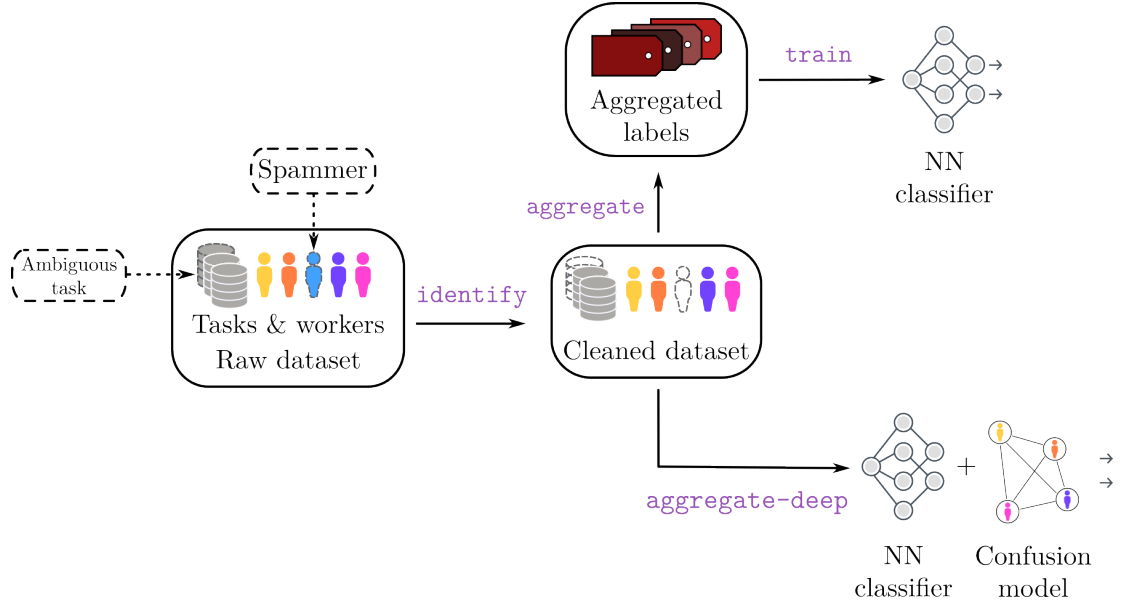 Aggregated
labels
train
NN
classifier
Spammer
aggregate
Ambiguous
task
Tasks & workers
Raw dataset
identify
Cleaned dataset
aggregate-deep
+
NN
classifier
Confusion
model